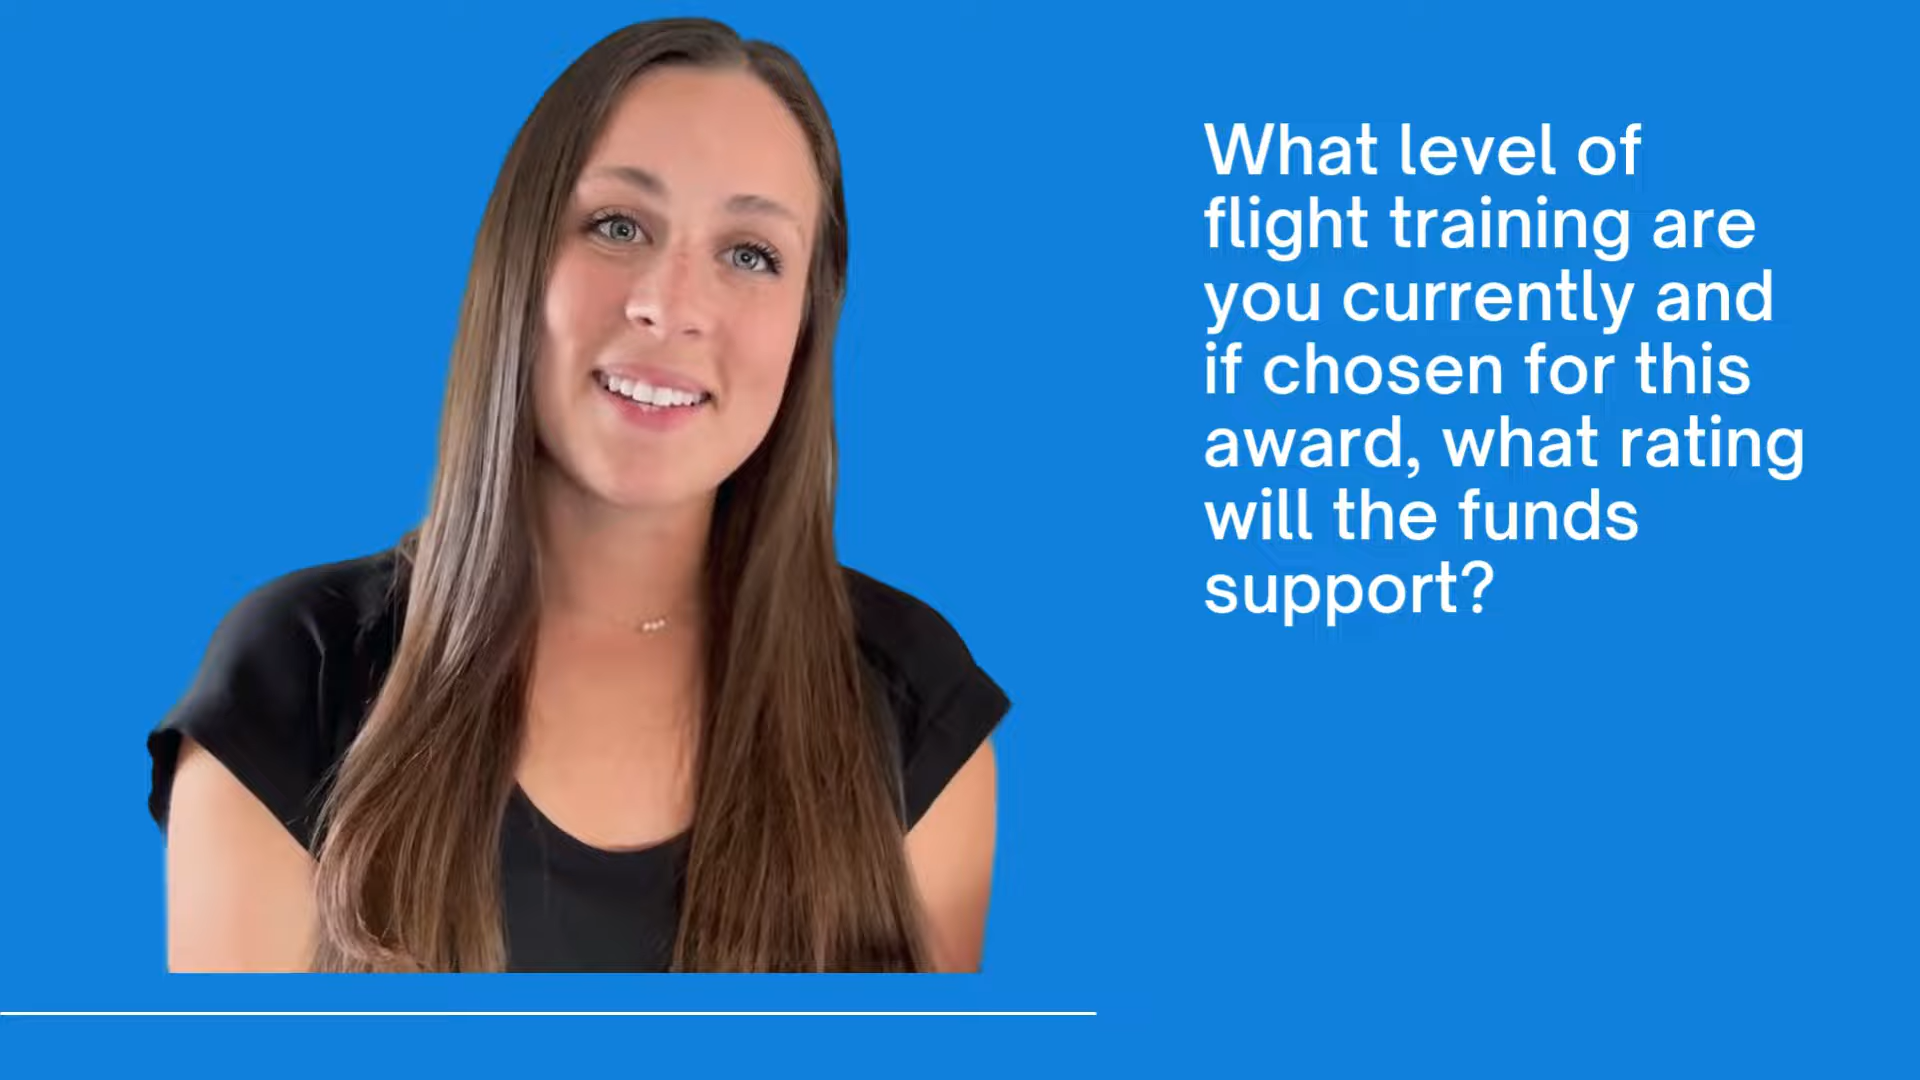 What level of
flight training are
you currently and
if chosen for this
award, what rating
will the funds
support?